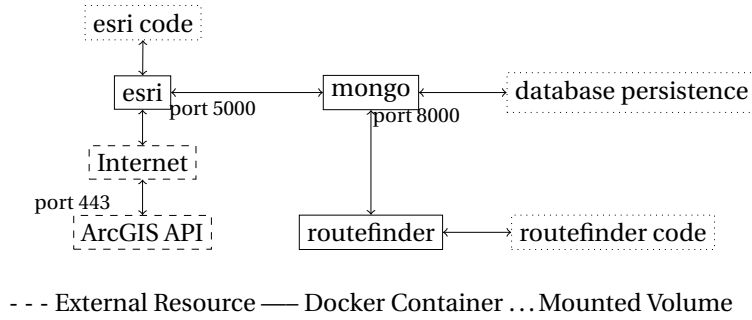 esri code
esri
port 5000
mongo
port 8000
database persistence
Internet
port 443
ArcGIS API
routefinder
routefinder code
- - - External Resource —– Docker Container ... Mounted Volume